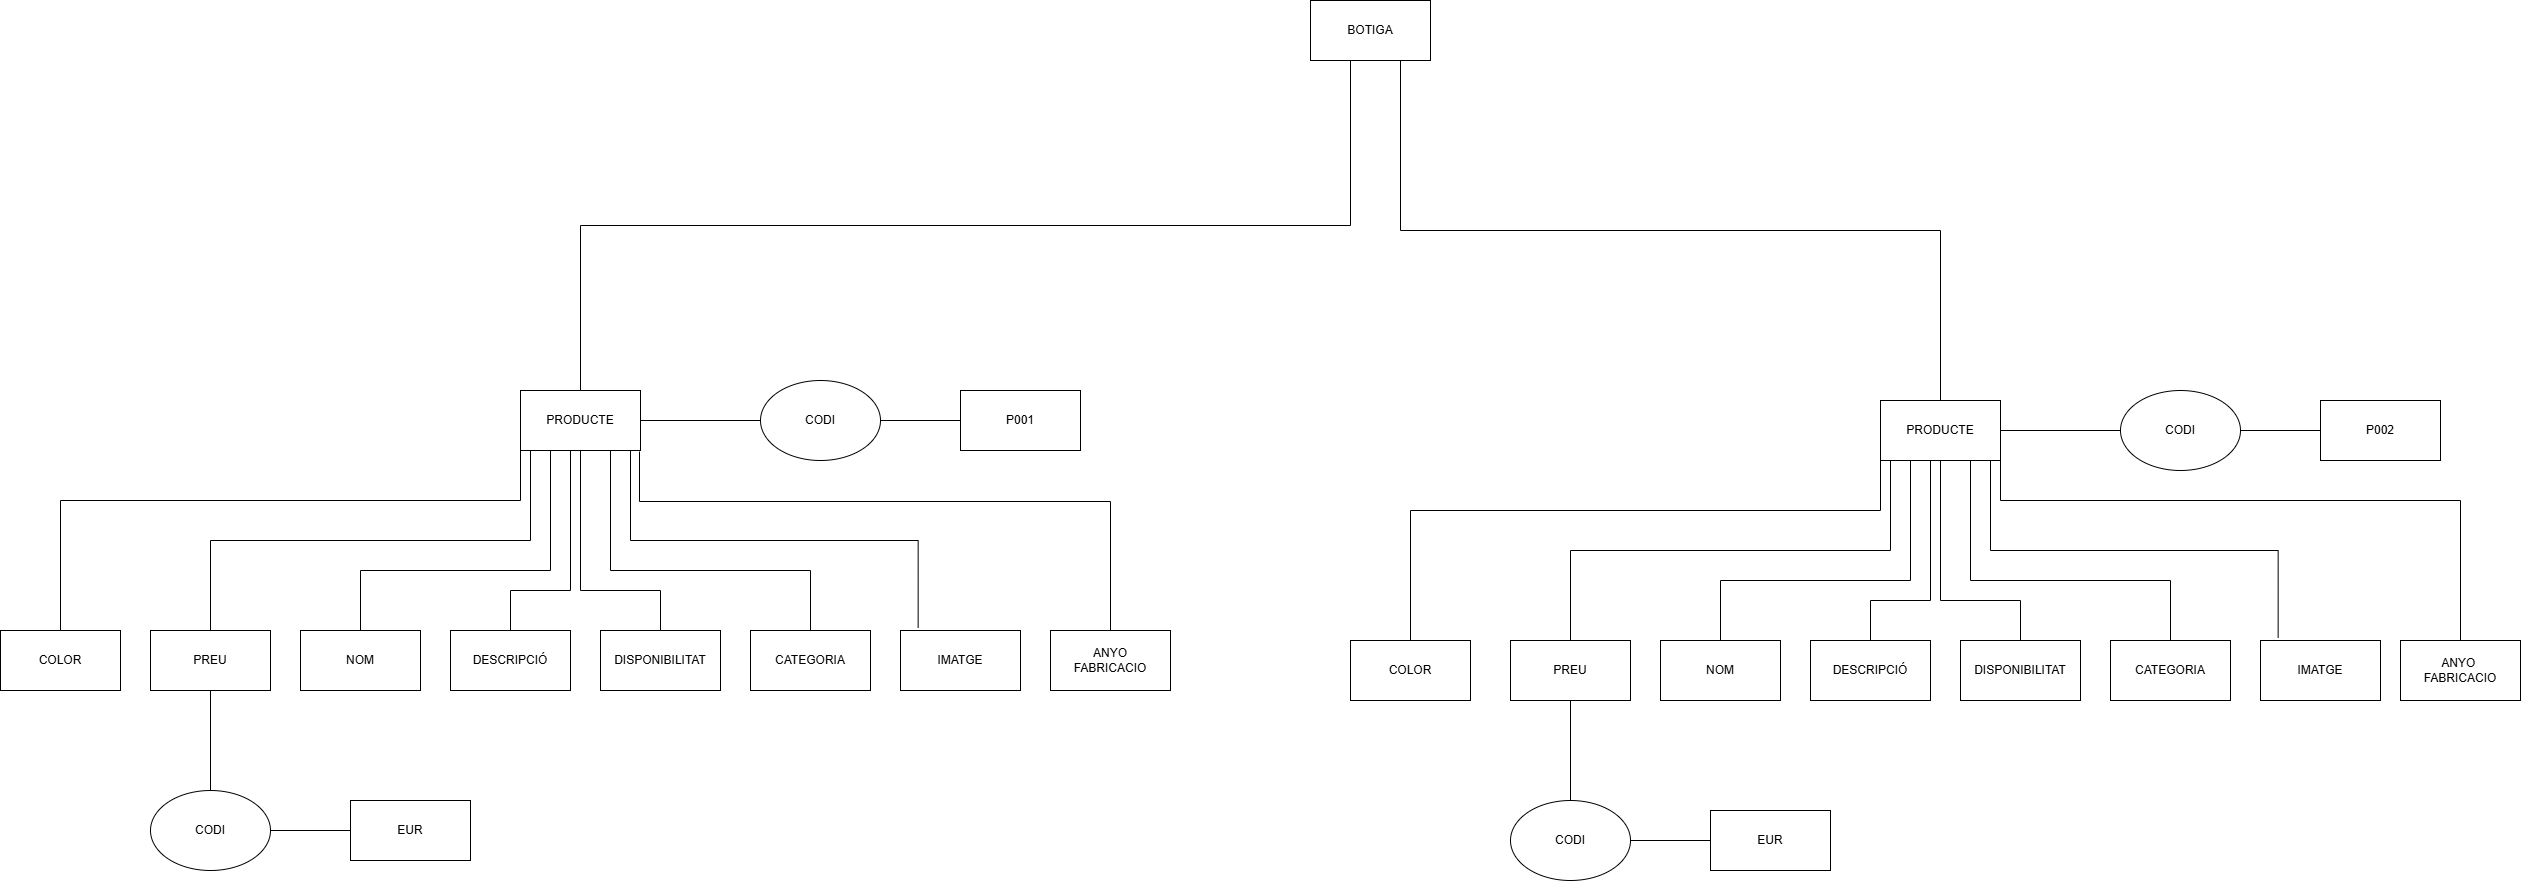 BOTIGA
PRODUCTE
CODI
P001
PRODUCTE
CODI
P002
COLOR
PREU
NOM
DESCRIPCIÓ
DISPONIBILITAT
CATEGORIA
IMATGE
ANYO
FABRICACIO
COLOR
PREU
NOM
DESCRIPCIÓ
DISPONIBILITAT
CATEGORIA
IMATGE
ANYO
FABRICACIO
CODI
EUR
CODI
EUR